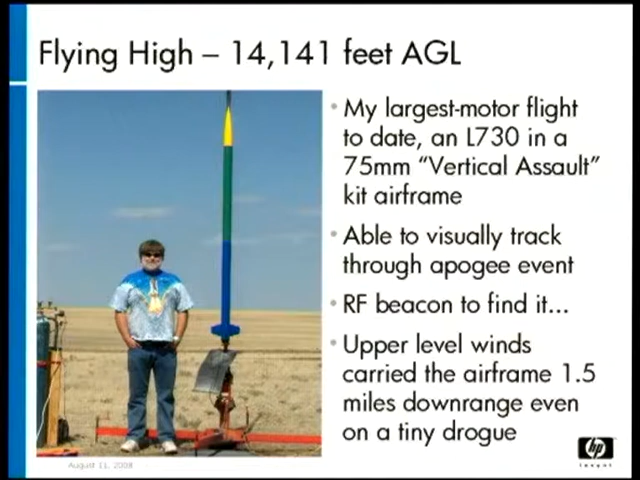 Flying High – 14,141 feet AGL
• My largest-motor flight
to date, an L730 in a
75mm “Vertical Assault”
kit airframe
• Able to visually track
through apogee event
• RF beacon to find it...
• Upper level winds
carried the airframe 1.5
miles downrange even
on a tiny drogue
August 11, 2008
hp
invent